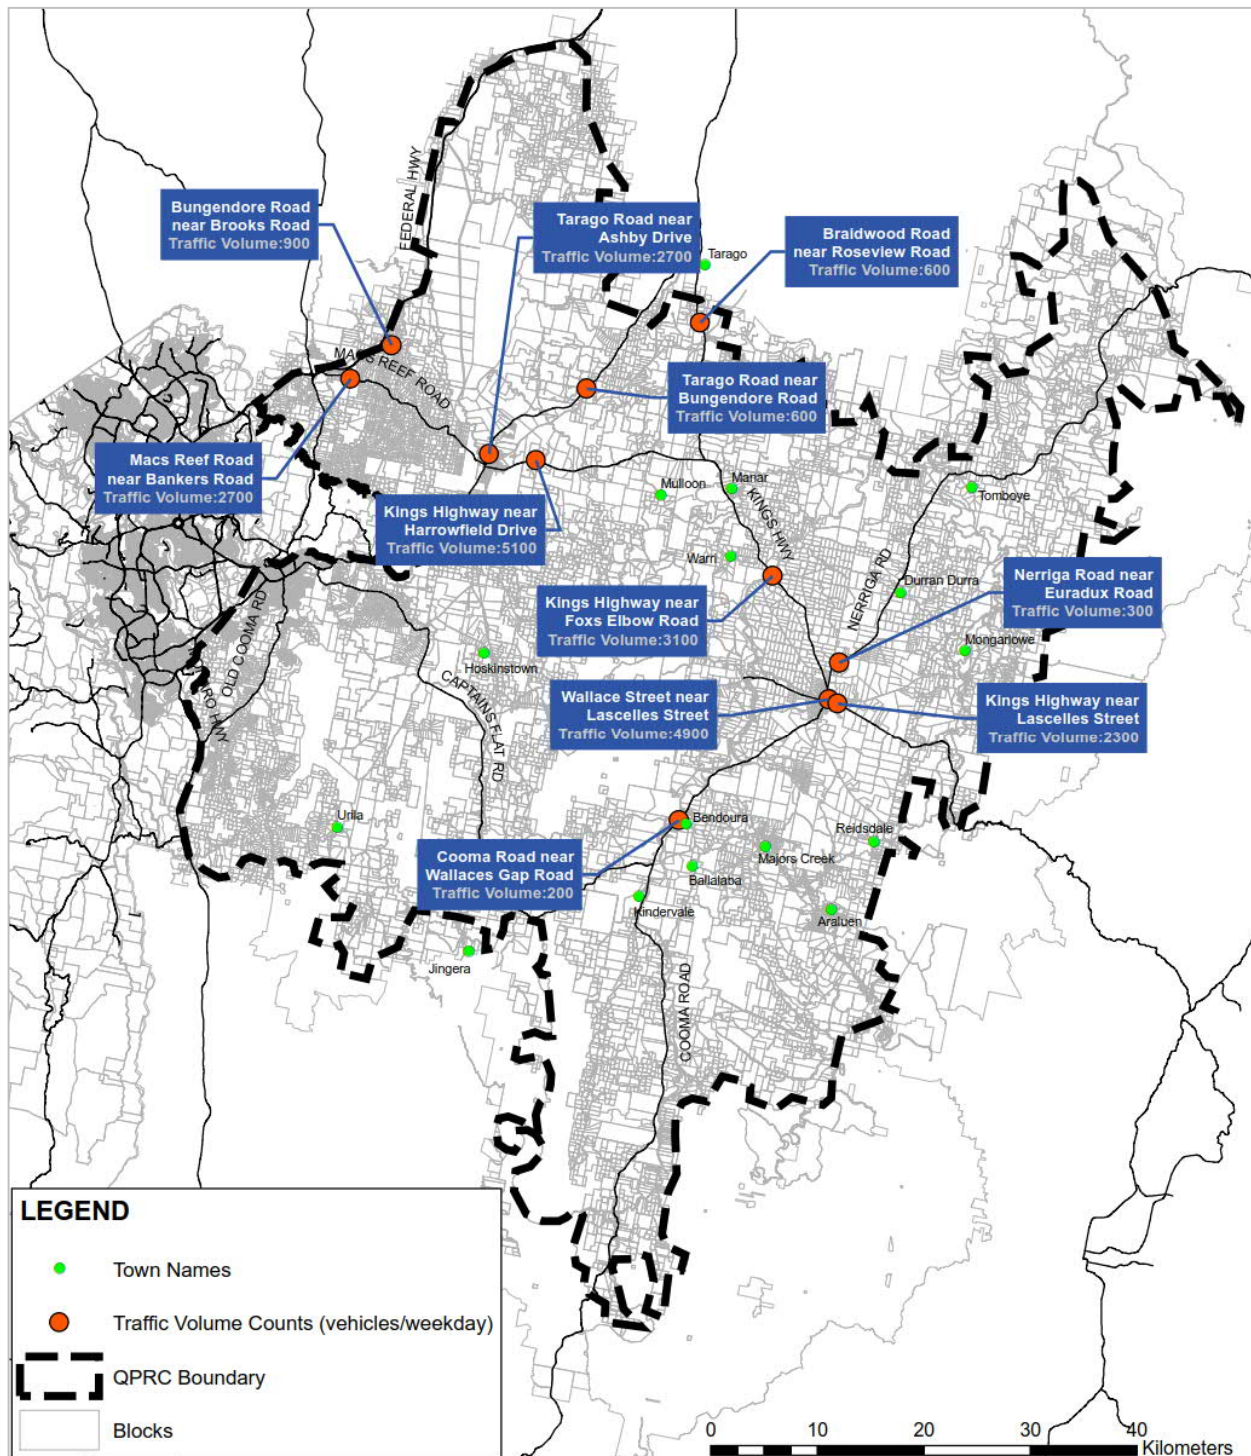 FEDERAL HWY
Bungendore Road
near Brooks Road
Traffic Volume:900
Tarago Road near
Ashby Drive
Traffic Volume:2700
Braidwood Road
near Roseview Road
Traffic Volume:600
Tarago
MACS REEF ROAD
Tarago Road near
Bungendore Road
Traffic Volume:600
Macs Reef Road
near Bankers Road
Traffic Volume:2700
Kings Highway near
Harrowfield Drive
Traffic Volume:5100
Mulloon
Manar
KINGS HWY
Tomboye
Warri
NERRIGA RD
Durran Durra
Nerriga Road near
Euradux Road
Traffic Volume:300
Kings Highway near
Foxs Elbow Road
Traffic Volume:3100
OLD COOMA RD
Mongarlowe
Hoskinstown
CAPTAINS FLAT RD
RO HWY
Wallace Street near
Lascelles Street
Traffic Volume:4900
Kings Highway near
Lascelles Street
Traffic Volume:2300
Urila
Bendoura
Reidsdale
Majors Creek
Cooma Road near
Wallaces Gap Road
Traffic Volume:200
Ballalaba
Kindervale
Araluen
Jingera
COOMA ROAD
LEGEND
Town Names
Traffic Volume Counts (vehicles/weekday)
QPRC Boundary
Blocks
0 10 20 30 40
Kilometers